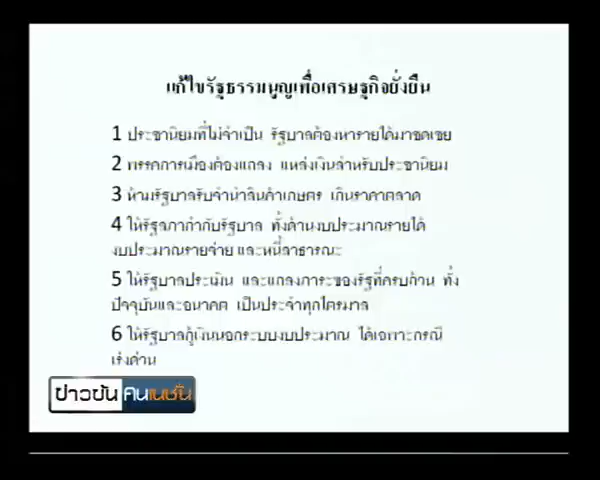 แก้ไขรัฐธรรมนูญเพื่อเศรษฐกิจยั่งยืน
1 ประชานิยมที่ไม่จำเป็น รัฐบาลต้องหารายได้มาชดเชย
2 พรรคการเมืองต้องแถลง แหล่งเงินสำหรับประชานิยม
3 ห้ามรัฐบาลรับจำนำสินค้าเกษตร เกินราคาตลาด
4 ให้รัฐสภากำกับรัฐบาล ทั้งด้านงบประมาณรายได้
งบประมาณรายจ่าย และหนี้สาธารณะ
5 ให้รัฐบาลประเมิน และแถลงภาระของรัฐที่ครบถ้วน ทั้ง
ปัจจุบันและอนาคต เป็นประจำทุกไตรมาส
6 ให้รัฐบาลกู้เงินนอกระบบงบประมาณ ได้เฉพาะกรณี
เร่งด่วน
ข่าวข้นคนเนชั่น